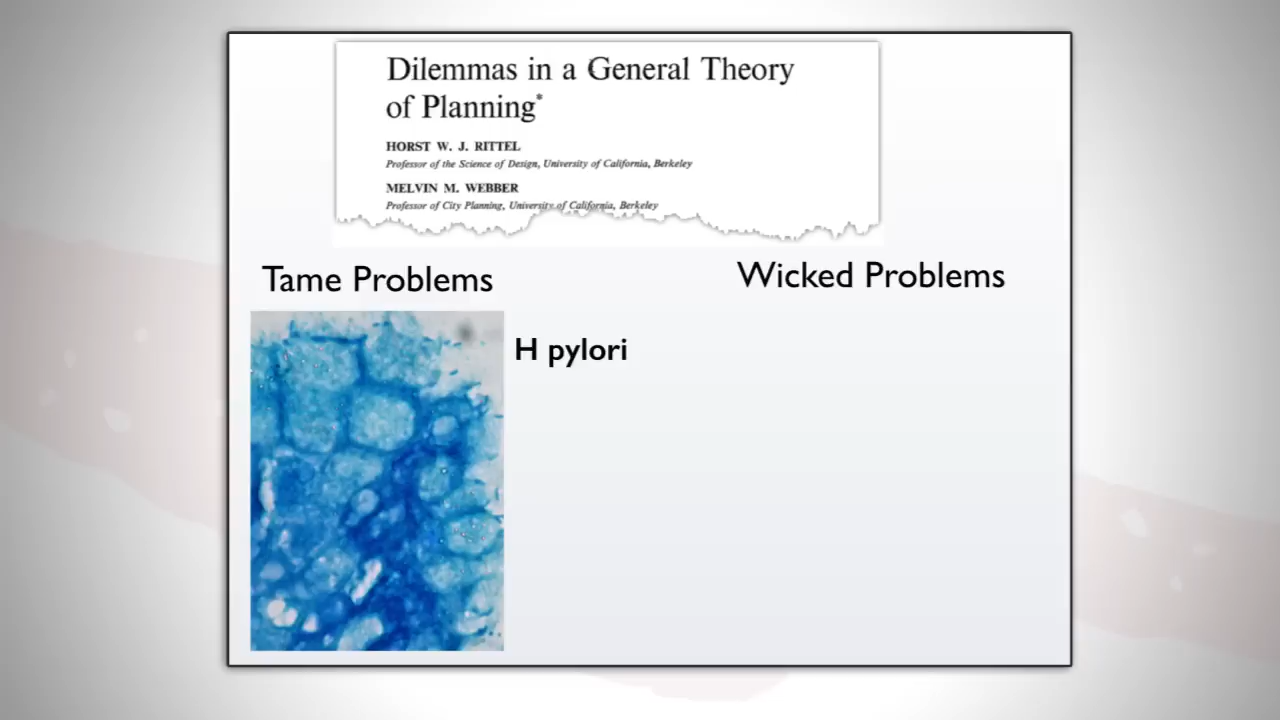 Dilemmas in a General Theory
of Planning*
HORST W. J. RITTEL
Professor of the Science of Design, University of California, Berkeley
MELVIN M. WEBBER
Professor of City Planning, University of California, Berkeley
Tame Problems
Wicked Problems
H pylori